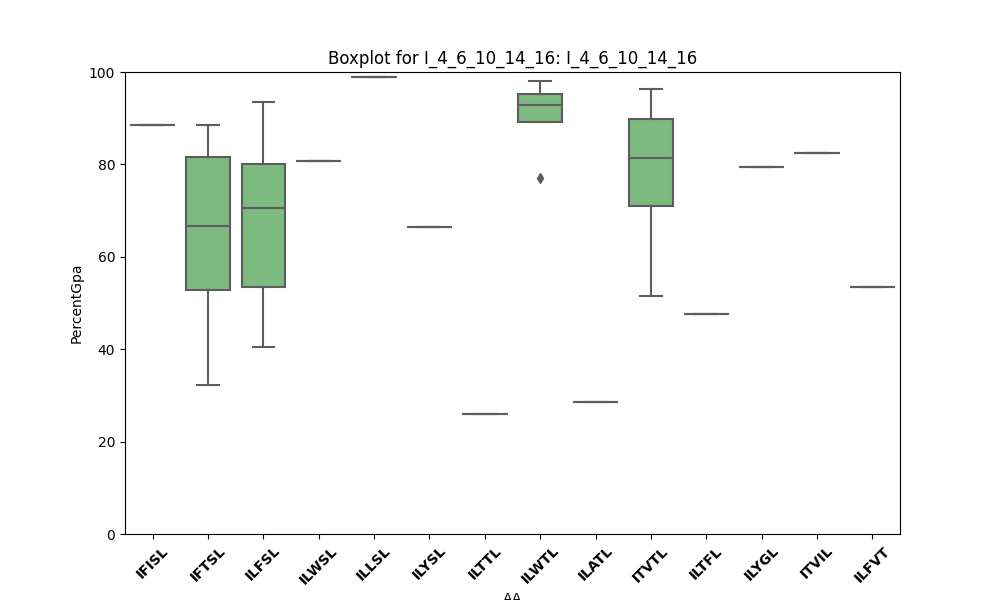 Boxplot for I_4_6_10_14_16: I_4_6_10_14_16
100
80
60
40
20
0
PercentGpa
IFISL
IFTSL
ILFSL
ILWSL
ILLSL
ILYSL
ILTTL
ILWTL
ILATL
ITVTL
ILTFL
ILYGL
ITVIL
ILFVT
AA